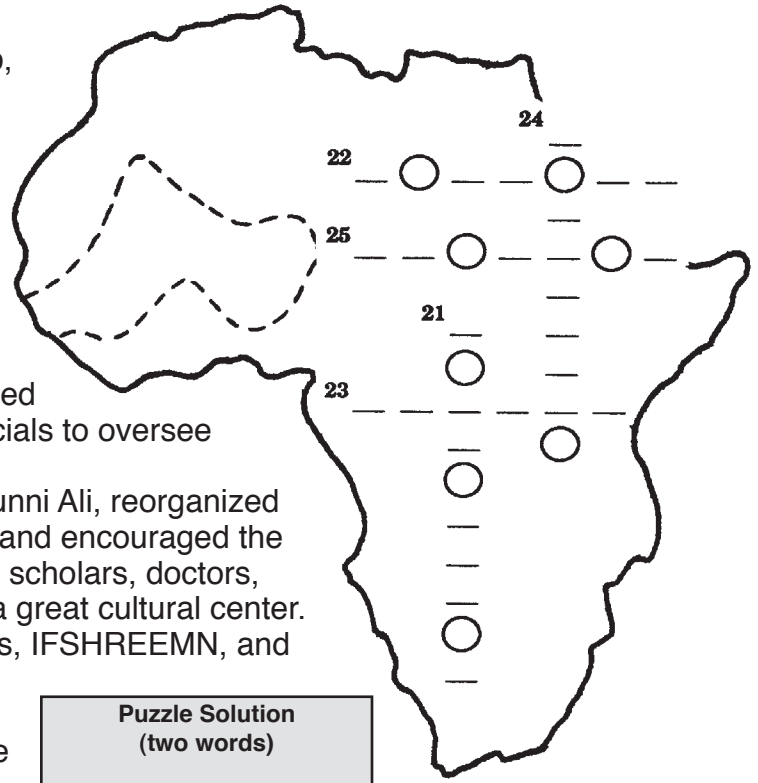 24
22
25
21
23
ed
cials to oversee
unni Ali, reorganized
and encouraged the
scholars, doctors,
a great cultural center.
s, IFSHREEMN, and
Puzzle Solution
(two words)
e